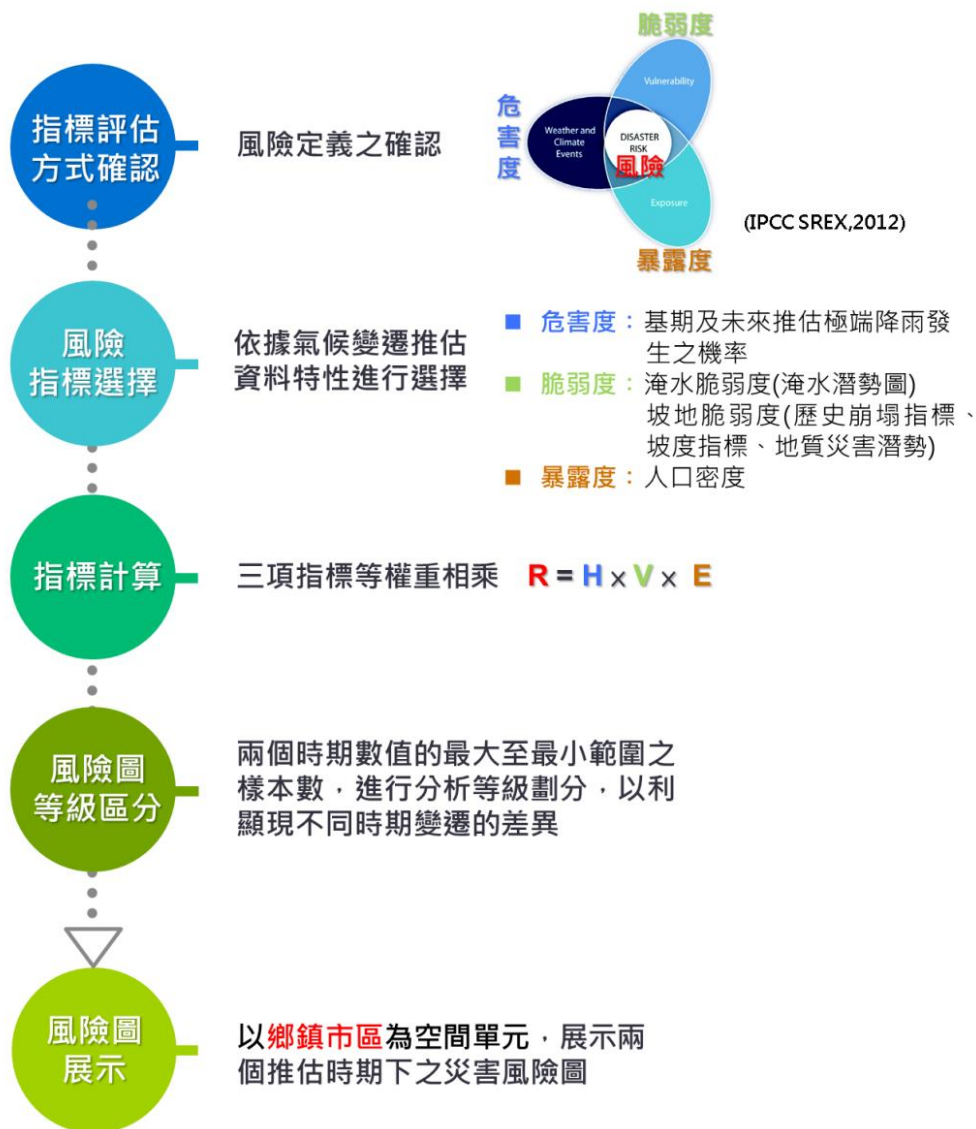 指標評估
方式確認
風險定義之確認
脆弱度
Vulnerability
危害度
Weather and
Climate
Events
DISASTER
RISK
風險
Exposure
暴露度
(IPCC SREX,2012)
風險
指標選擇
依據氣候變遷推估
資料特性進行選擇
■ 危害度：基期及未來推估極端降雨發
生之機率
■ 脆弱度：淹水脆弱度(淹水潛勢圖)
坡地脆弱度(歷史崩塌指標、
坡度指標、地質災害潛勢)
■ 暴露度：人口密度
指標計算
三項指標等權重相乘 R = H x V x E
風險圖
等級區分
兩個時期數值的最大至最小範圍之
樣本數，進行分析等級劃分，以利
顯現不同時期變遷的差異
風險圖
展示
以鄉鎮市區為空間單元，展示兩
個推估時期下之災害風險圖